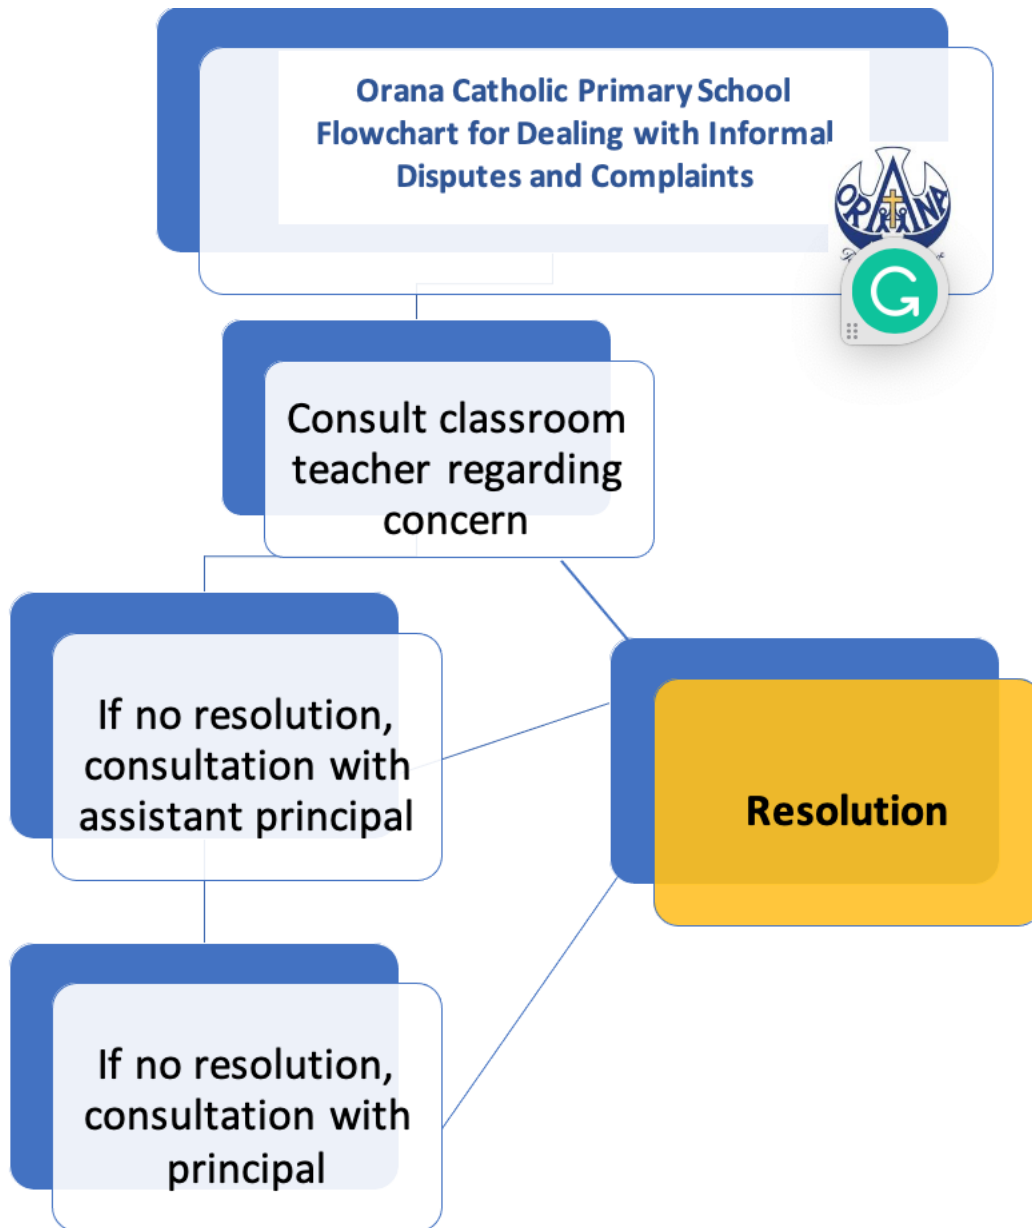 Orana Catholic Primary School
Flowchart for Dealing with Informal
Disputes and Complaints
ORANA
Consult classroom
teacher regarding
concern
If no resolution,
consultation with
assistant principal
Resolution
If no resolution,
consultation with
principal